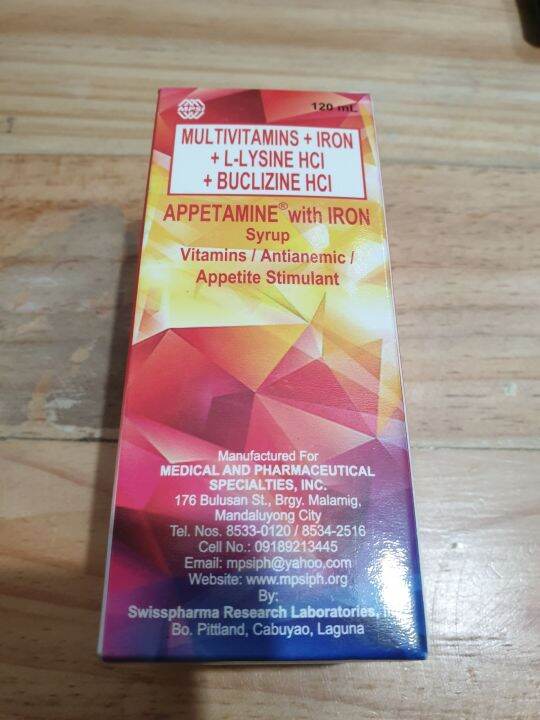 MPSI
120 mL
MULTIVITAMINS + IRON
+ L-LYSINE HCl
+ BUCLIZINE HCl
APPETAMINE® with IRON
Syrup
Vitamins / Antianemic /
Appetite Stimulant
Manufactured For
MEDICAL AND PHARMACEUTICAL
SPECIALTIES, INC.
176 Bulusan St., Brgy. Malamig,
Mandaluyong City
Tel. Nos. 8533-0120 / 8534-2516
Cell No.: 09189213445
Email: mpsiph@yahoo.com
Website: www.mpsiph.org
By:
Swisspharma Research Laboratories,
Bo. Pittland, Cabuyao, Laguna